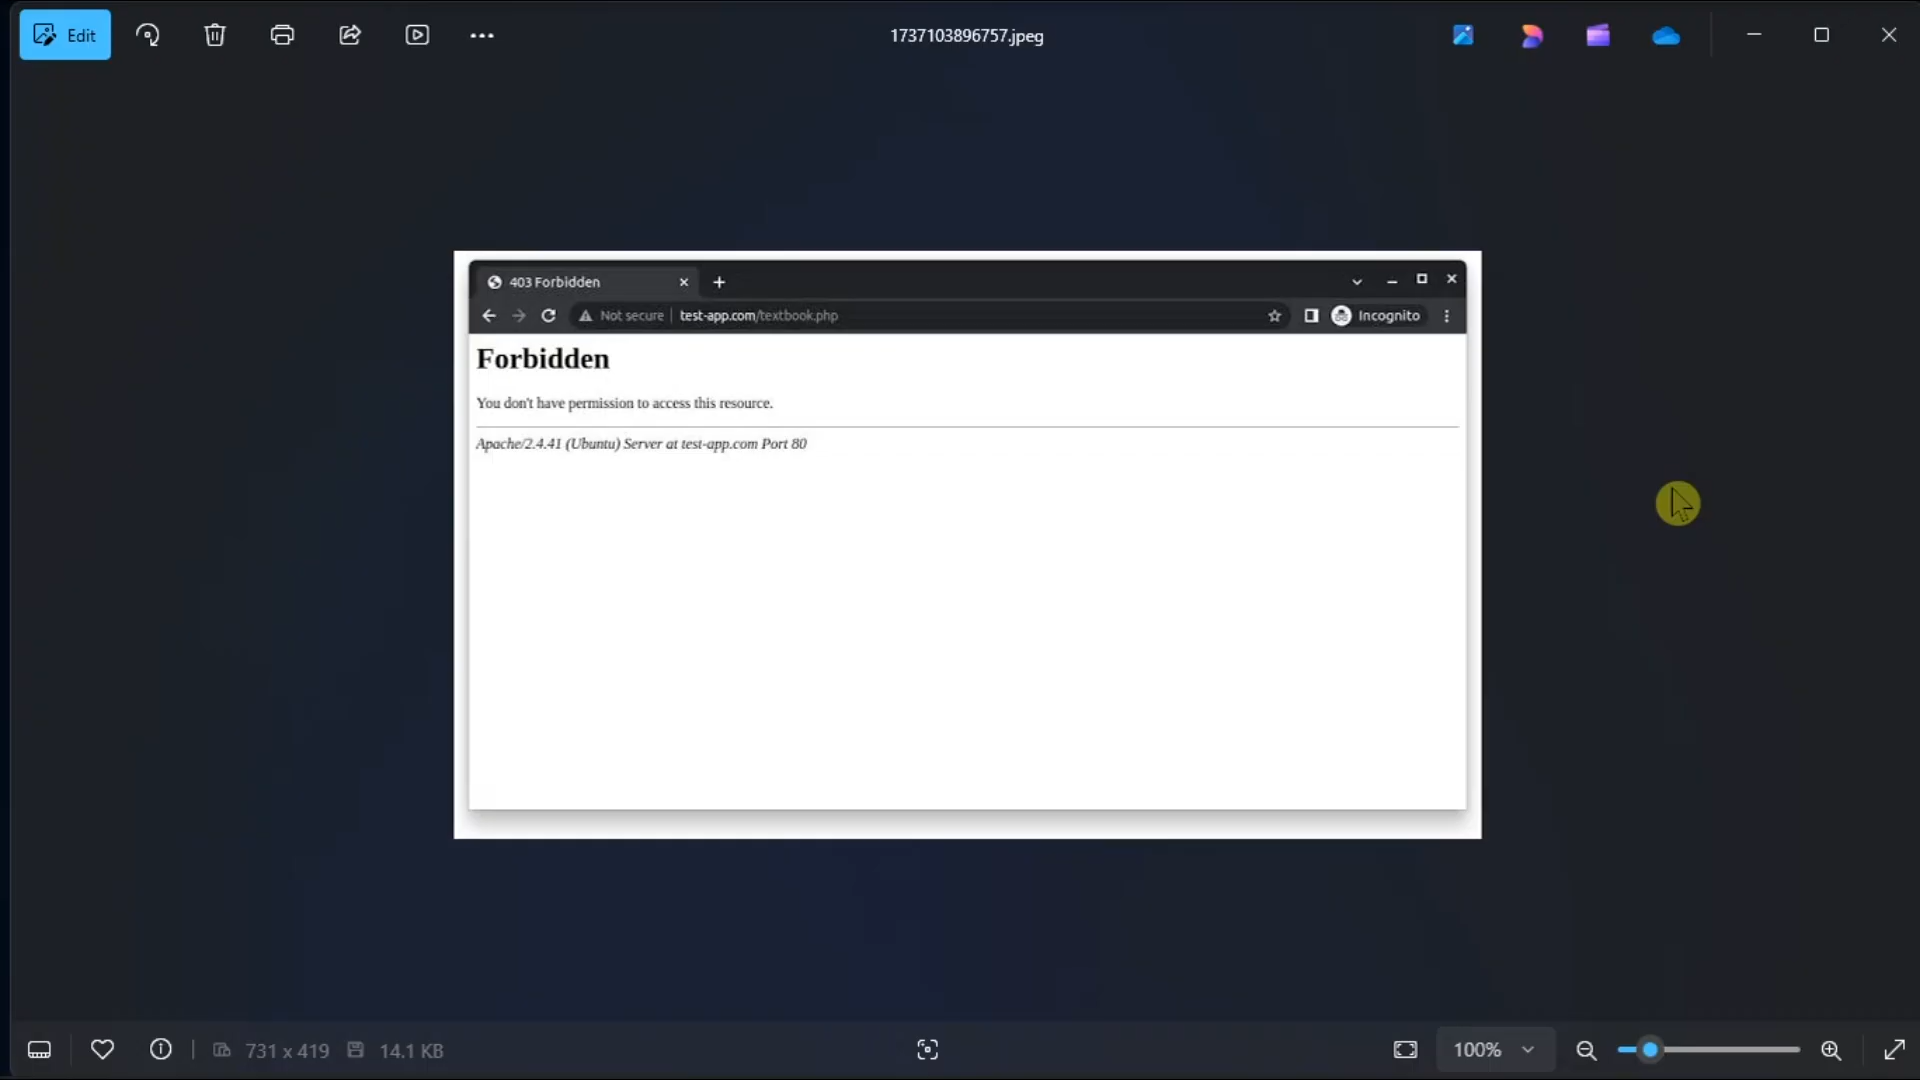 Edit
1737103896757.jpeg
403 Forbidden
Not secure test-app.com/textbook.php
Incognito
Forbidden
You don't have permission to access this resource.
Apache/2.4.41 (Ubuntu) Server at test-app.com Port 80
731 x 419 14.1 KB
100%